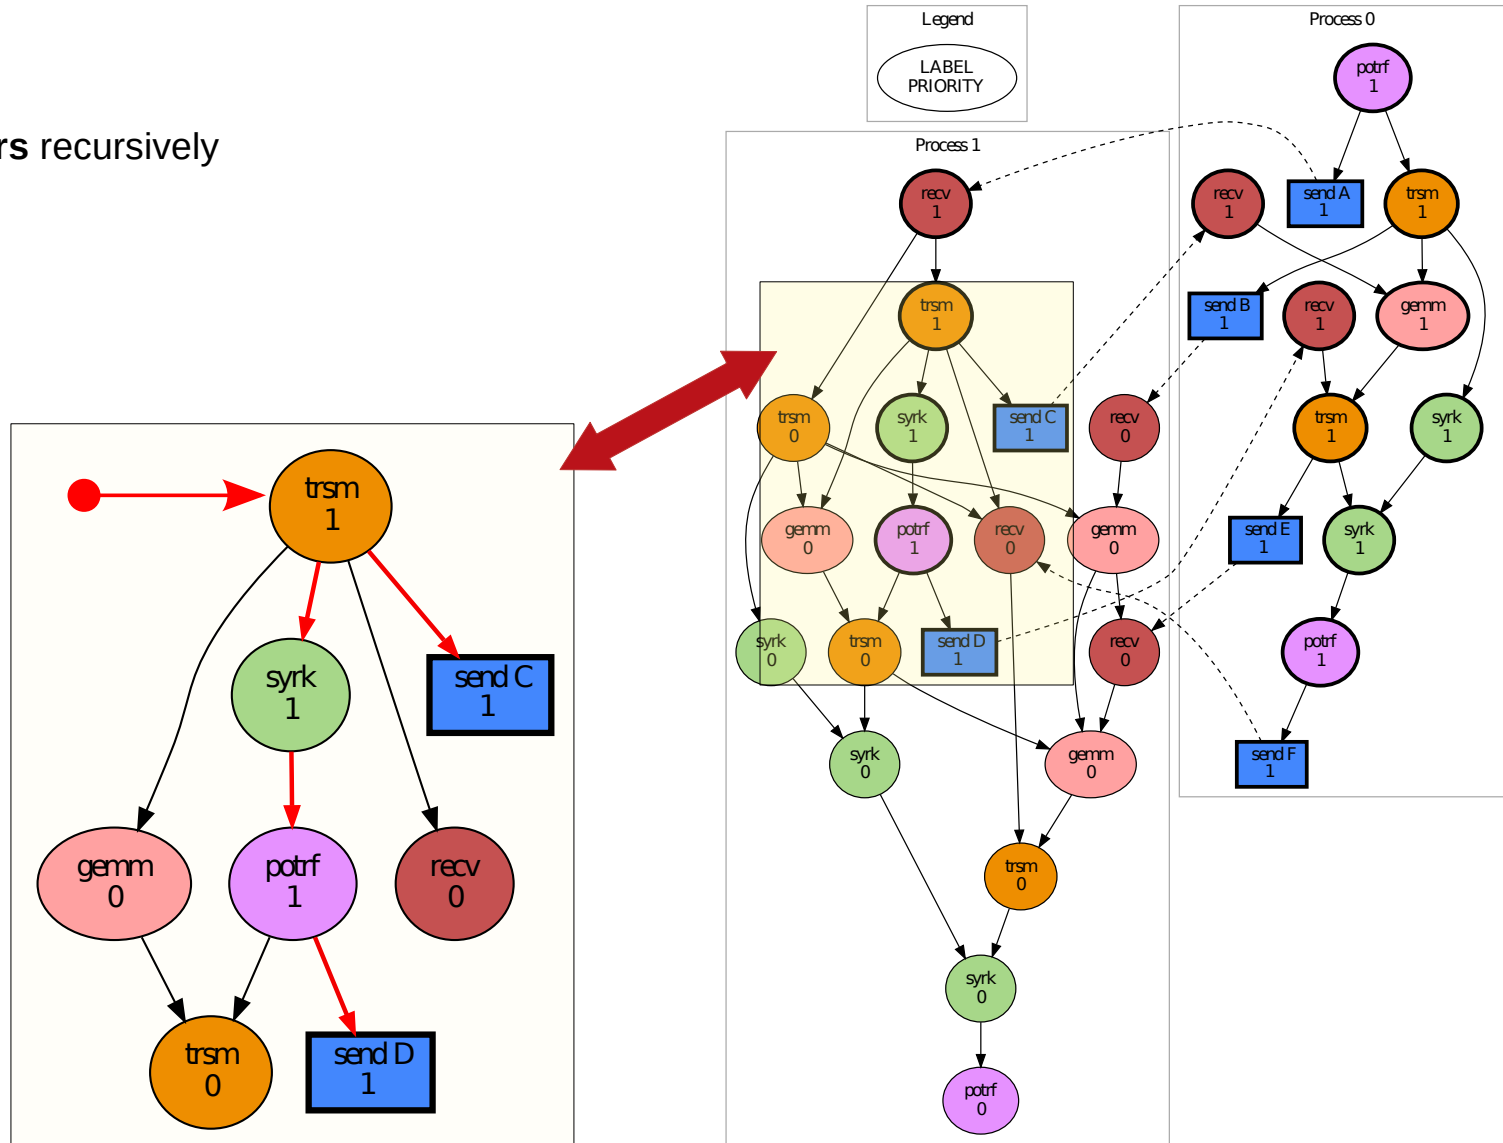 rs recursively
Legend
LABEL
PRIORITY
Process 0
potrf
1
recv
1
send A
1
trsm
1
send B
1
recv
1
gemm
1
trsm
1
syrk
1
send E
1
syrk
1
potrf
1
send F
1
Process 1
recv
1
trsm
1
trsm
0
syrk
1
send C
1
recv
0
gemm
0
potrf
1
recv
0
gemm
0
syrk
0
trsm
0
send D
1
recv
0
syrk
0
gemm
0
trsm
0
syrk
0
potrf
0
trsm
1
syrk
1
send C
1
gemm
0
potrf
1
recv
0
trsm
0
send D
1